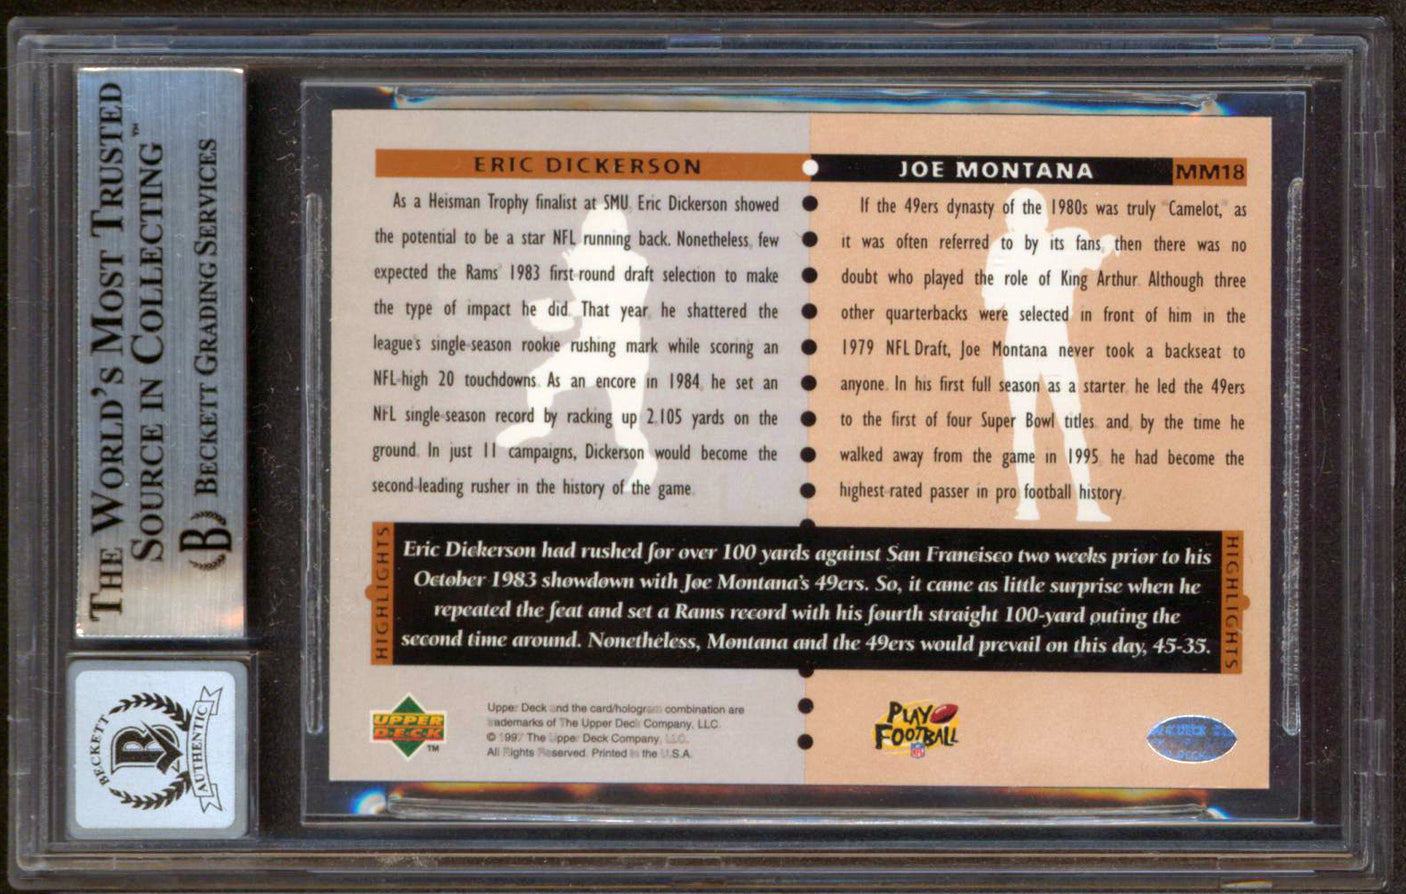 THE WORLD'S MOST TRUSTED
SOURCE IN COLLECTING™
BECKETT GRADING SERVICES
B
BECKETT
B
AUTHENTIC
ERIC DICKERSON
As a Heisman Trophy finalist at SMU, Eric Dickerson showed
the potential to be a star NFL running back. Nonetheless, few
expected the Rams' 1983 first-round draft selection to make
the type of impact he did. That year, he shattered the
league's single-season rookie rushing mark while scoring an
NFL-high 20 touchdowns. As an encore in 1984, he set an
NFL single-season record by racking up 2,105 yards on the
ground. In just 11 campaigns, Dickerson would become the
second-leading rusher in the history of the game.
JOE MONTANA
MM18
If the 49ers dynasty of the 1980s was truly "Camelot," as
it was often referred to by its fans, then there was no
doubt who played the role of King Arthur. Although three
other quarterbacks were selected in front of him in the
1979 NFL Draft, Joe Montana never took a backseat to
anyone. In his first full season as a starter, he led the 49ers
to the first of four Super Bowl titles, and, by the time he
walked away from the game in 1995, he had become the
highest-rated passer in pro football history.
HIGHLIGHTS
Eric Dickerson had rushed for over 100 yards against San Francisco two weeks prior to his
October 1983 showdown with Joe Montana's 49ers. So, it came as little surprise when he
repeated the feat and set a Rams record with his fourth straight 100-yard outing the
second time around. Nonetheless, Montana and the 49ers would prevail on this day, 45-35.
HIGHLIGHTS
UPPER
DECK
™
Upper Deck and the card/hologram combination are
trademarks of The Upper Deck Company, LLC.
© 1997 The Upper Deck Company, LLC.
All Rights Reserved. Printed in the U.S.A.
PLAY
FOOTBALL
NFL